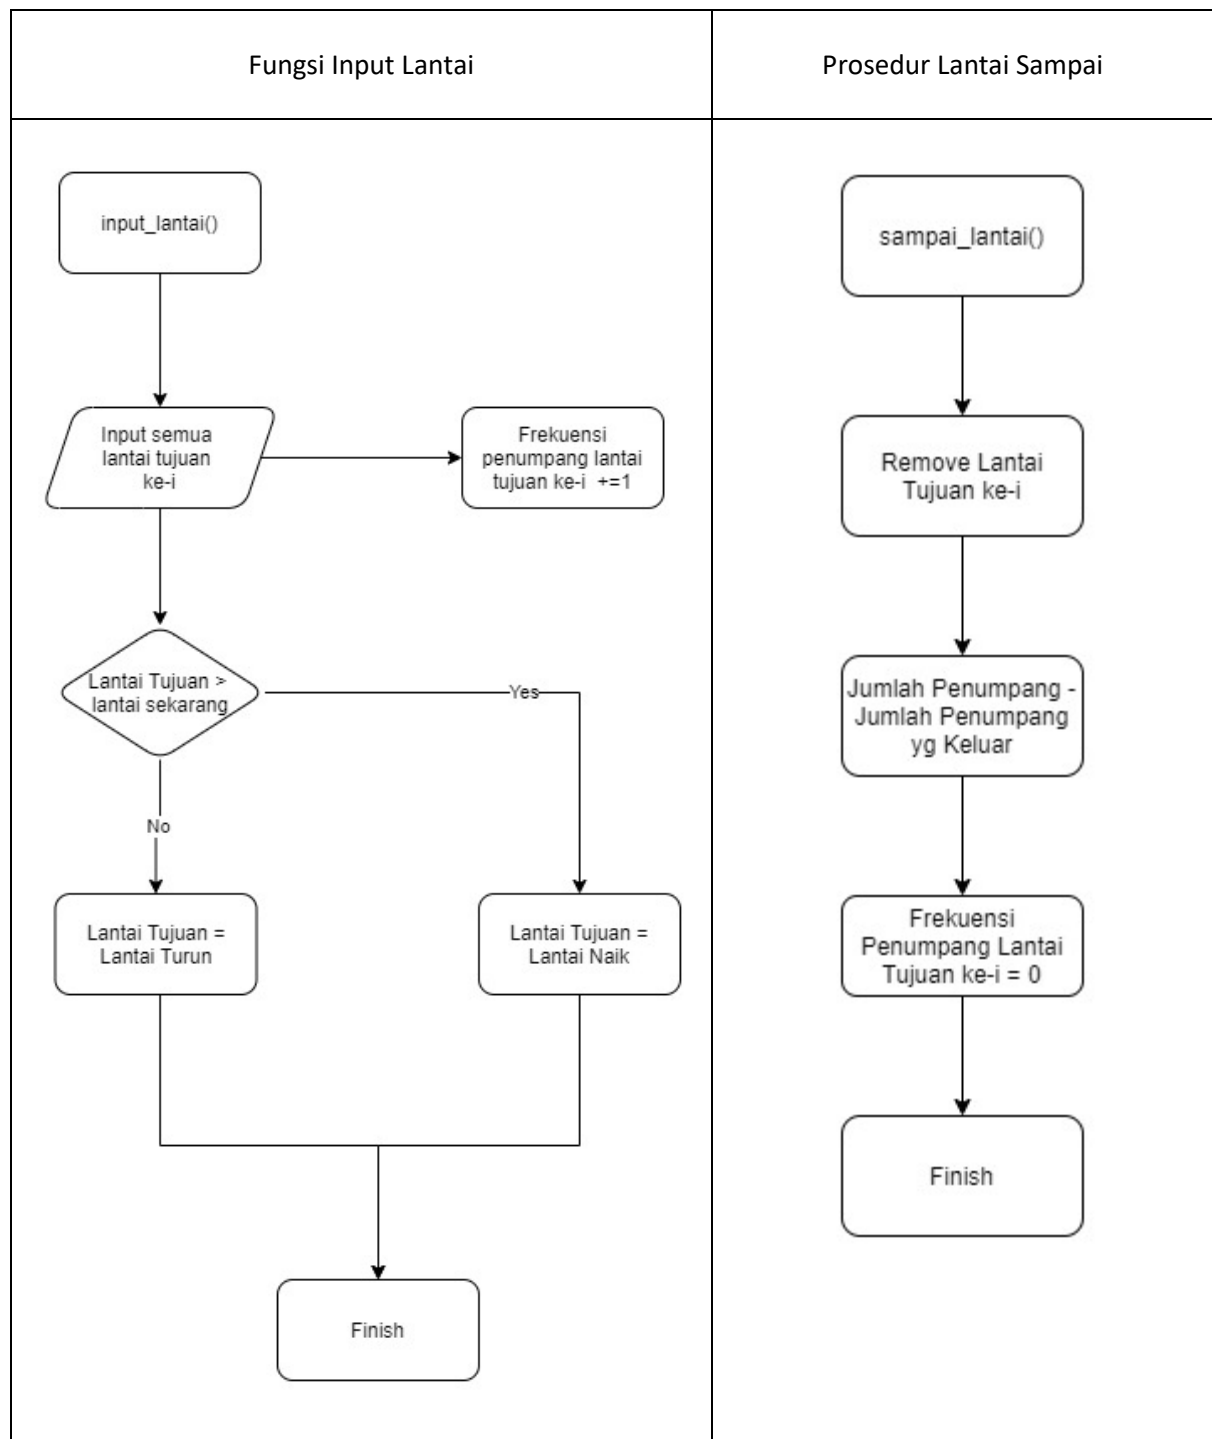 Fungsi Input Lantai
Prosedur Lantai Sampai
input_lantai()
Input semua
lantai tujuan
ke-i
Frekuensi
penumpang lantai
tujuan ke-i +=1
Lantai Tujuan >
lantai sekarang
Yes
No
Lantai Tujuan =
Lantai Turun
Lantai Tujuan =
Lantai Naik
Finish
sampai_lantai()
Remove Lantai
Tujuan ke-i
Jumlah Penumpang -
Jumlah Penumpang
yg Keluar
Frekuensi
Penumpang Lantai
Tujuan ke-i = 0
Finish